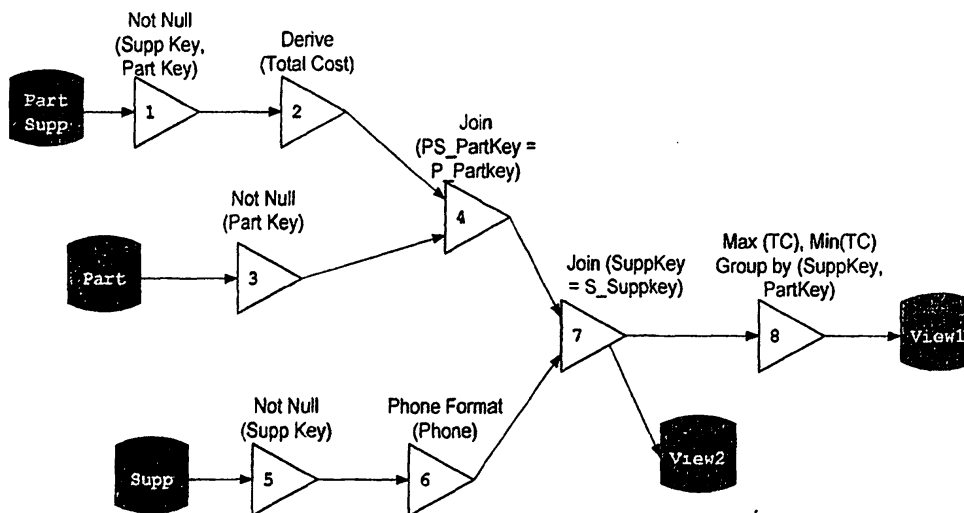 Not Null
(Supp Key,
Part Key)
Derive
(Total Cost)
Part
Supp
1
2
Join
(PS_PartKey =
P_Partkey)
4
Not Null
(Part Key)
Part
3
Join (SuppKey
= S_Suppkey)
7
Max (TC), Min(TC)
Group by (SuppKey,
PartKey)
8
View1
Not Null
(Supp Key)
Phone Format
(Phone)
Supp
5
6
View2